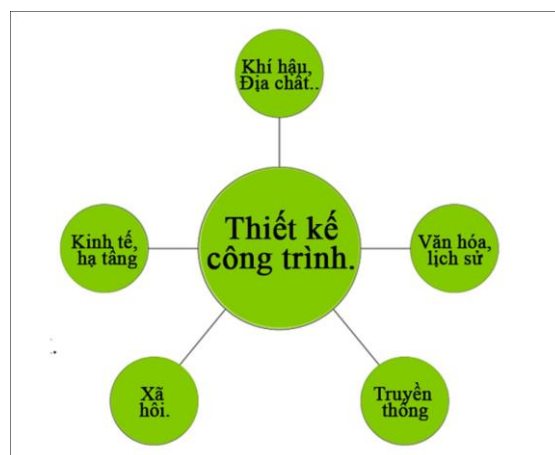 Khí hậu,
Địa chất..
Thiết kế
công trình.
Kinh tế,
hạ tầng
Văn hóa,
lịch sử
Xã
hôi.
Truyền
thống